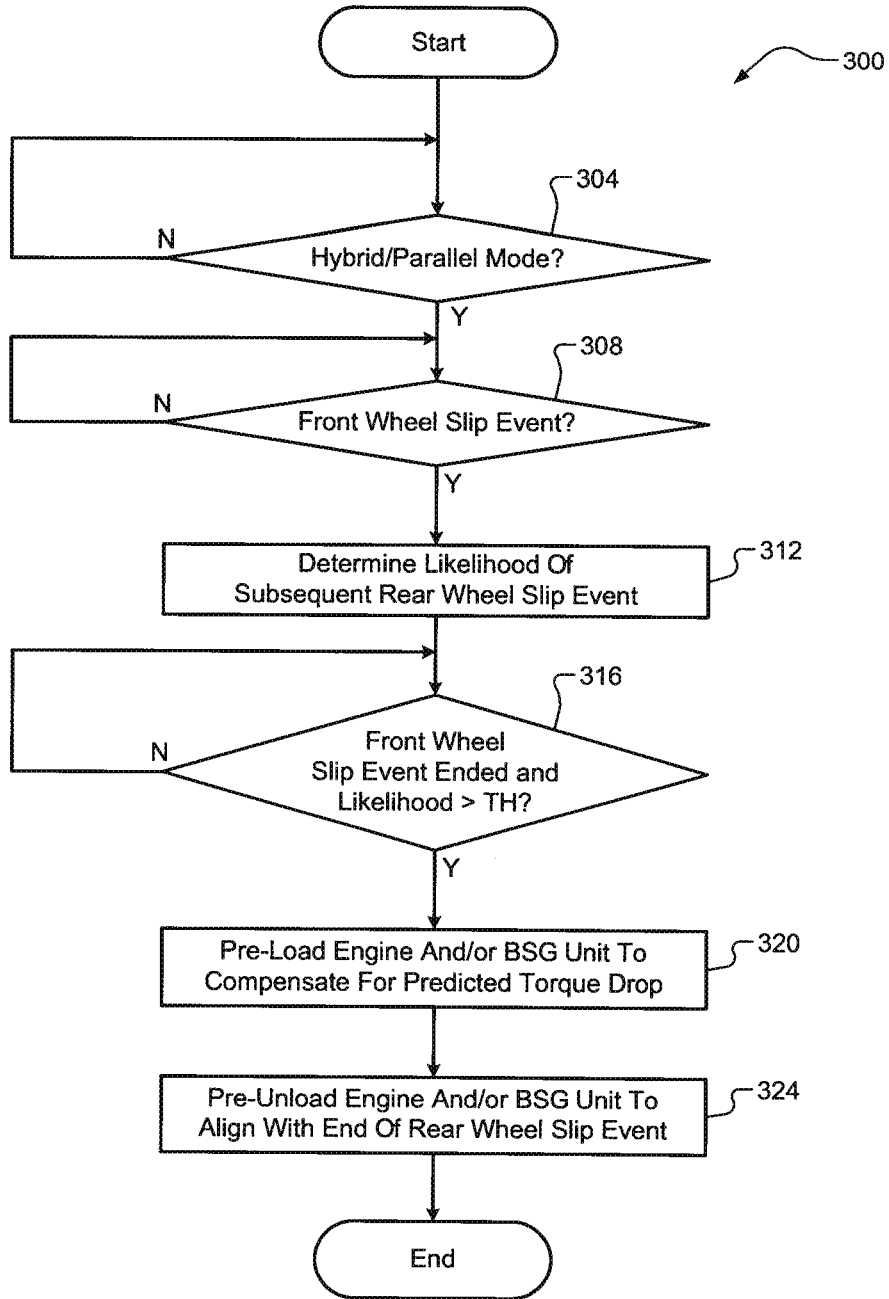 Start
300
304
Hybrid/Parallel Mode?
N
Y
308
Front Wheel Slip Event?
N
Y
312
Determine Likelihood Of
Subsequent Rear Wheel Slip Event
316
Front Wheel
Slip Event Ended and
Likelihood > TH?
N
Y
Pre-Load Engine And/or BSG Unit To
Compensate For Predicted Torque Drop
320
Pre-Unload Engine And/or BSG Unit To
Align With End Of Rear Wheel Slip Event
324
End